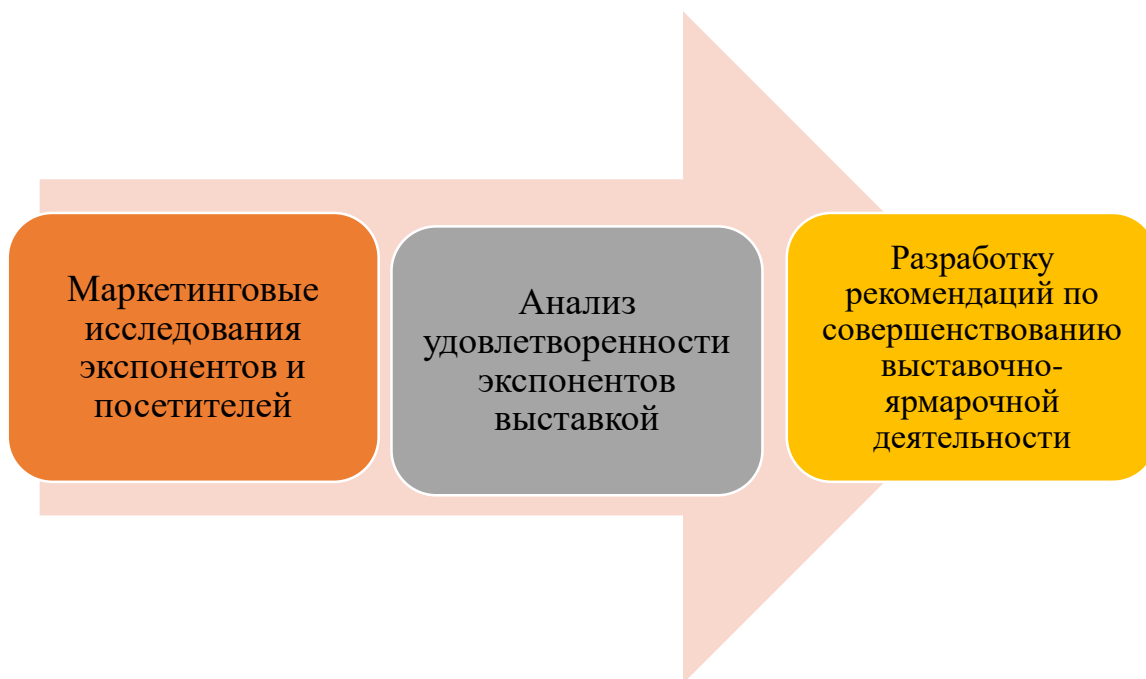 Маркетинговые
исследования
экспонентов и
посетителей
Анализ
удовлетворенности
экспонентов
выставкой
Разработку
рекомендаций по
совершенствованию
выставочно-
ярмарочной
деятельности